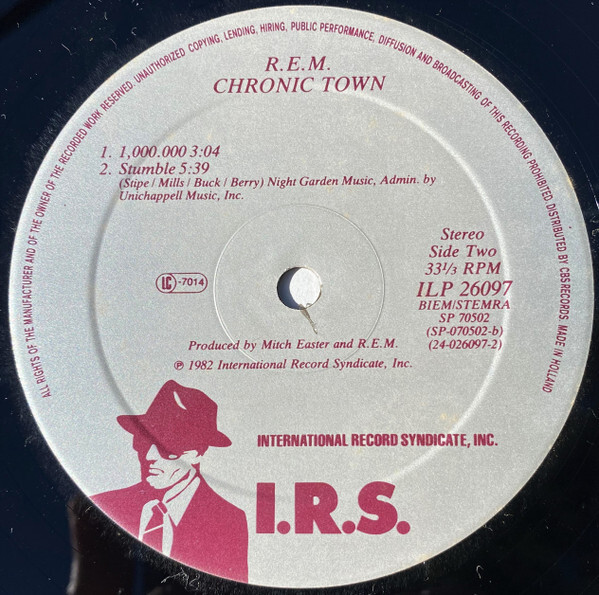 ALL RIGHTS OF THE MANUFACTURER AND OF THE OWNER OF THE RECORDED WORK RESERVED. UNAUTHORIZED COPYING, LENDING, HIRING, PUBLIC PERFORMANCE, DIFFUSION AND BROADCASTING OF THIS RECORDING PROHIBITED. DISTRIBUTED BY CBS RECORDS. MADE IN HOLLAND
R.E.M.
CHRONIC TOWN
1. 1,000.000 3:04
2. Stumble 5:39
(Stipe / Mills / Buck / Berry) Night Garden Music, Admin. by
Unichappell Music, Inc.
Stereo
Side Two
33⅓ RPM
LC -7014
ILP 26097
BIEM/STEMRA
SP 70502
(SP-070502-b)
(24-026097-2)
Produced by Mitch Easter and R.E.M.
℗ 1982 International Record Syndicate, Inc.
INTERNATIONAL RECORD SYNDICATE, INC.
I.R.S.